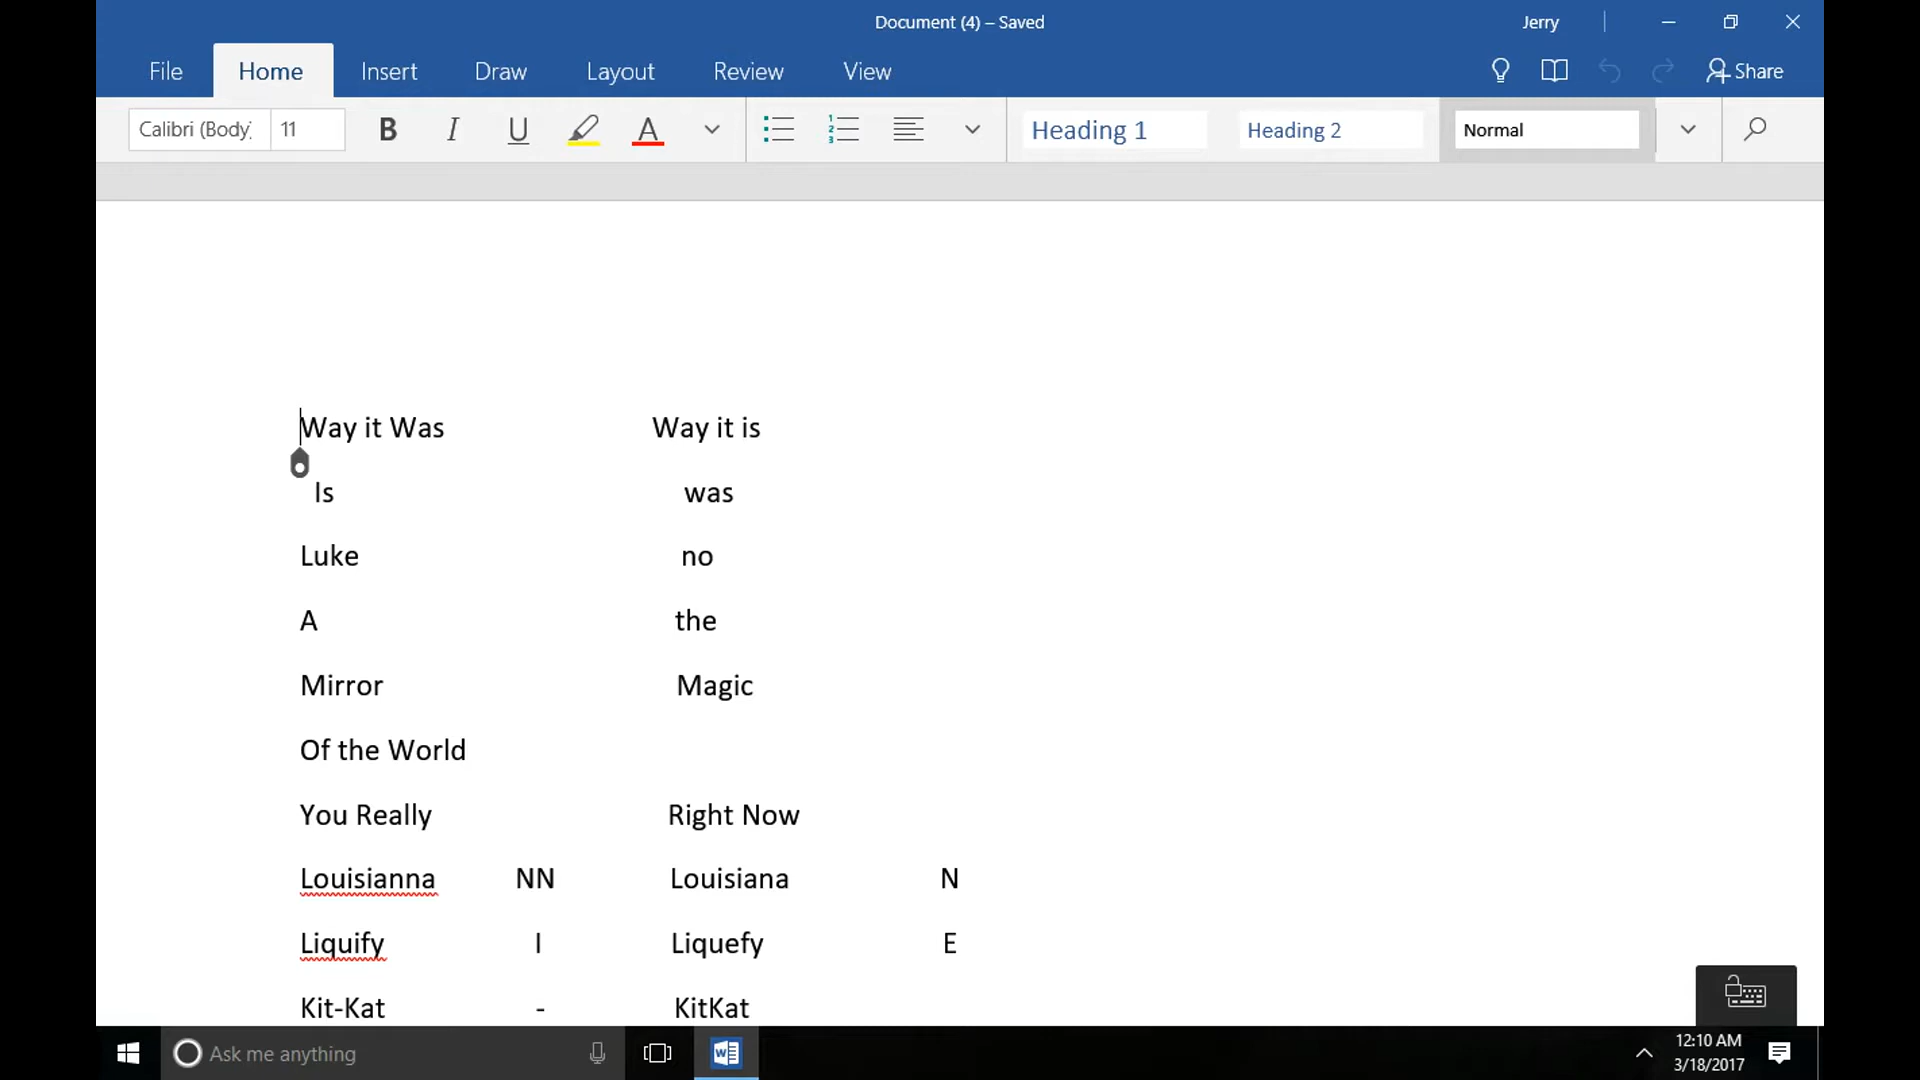 Document (4) – Saved
Jerry
File Home Insert Draw Layout Review View
Share
Calibri (Body) 11 B I U A
Heading 1 Heading 2 Normal
Way it Was Way it is
Is was
Luke no
A the
Mirror Magic
Of the World
You Really Right Now
Louisianna NN Louisiana N
Liquify I Liquefy E
Kit-Kat - KitKat
Ask me anything
12:10 AM
3/18/2017